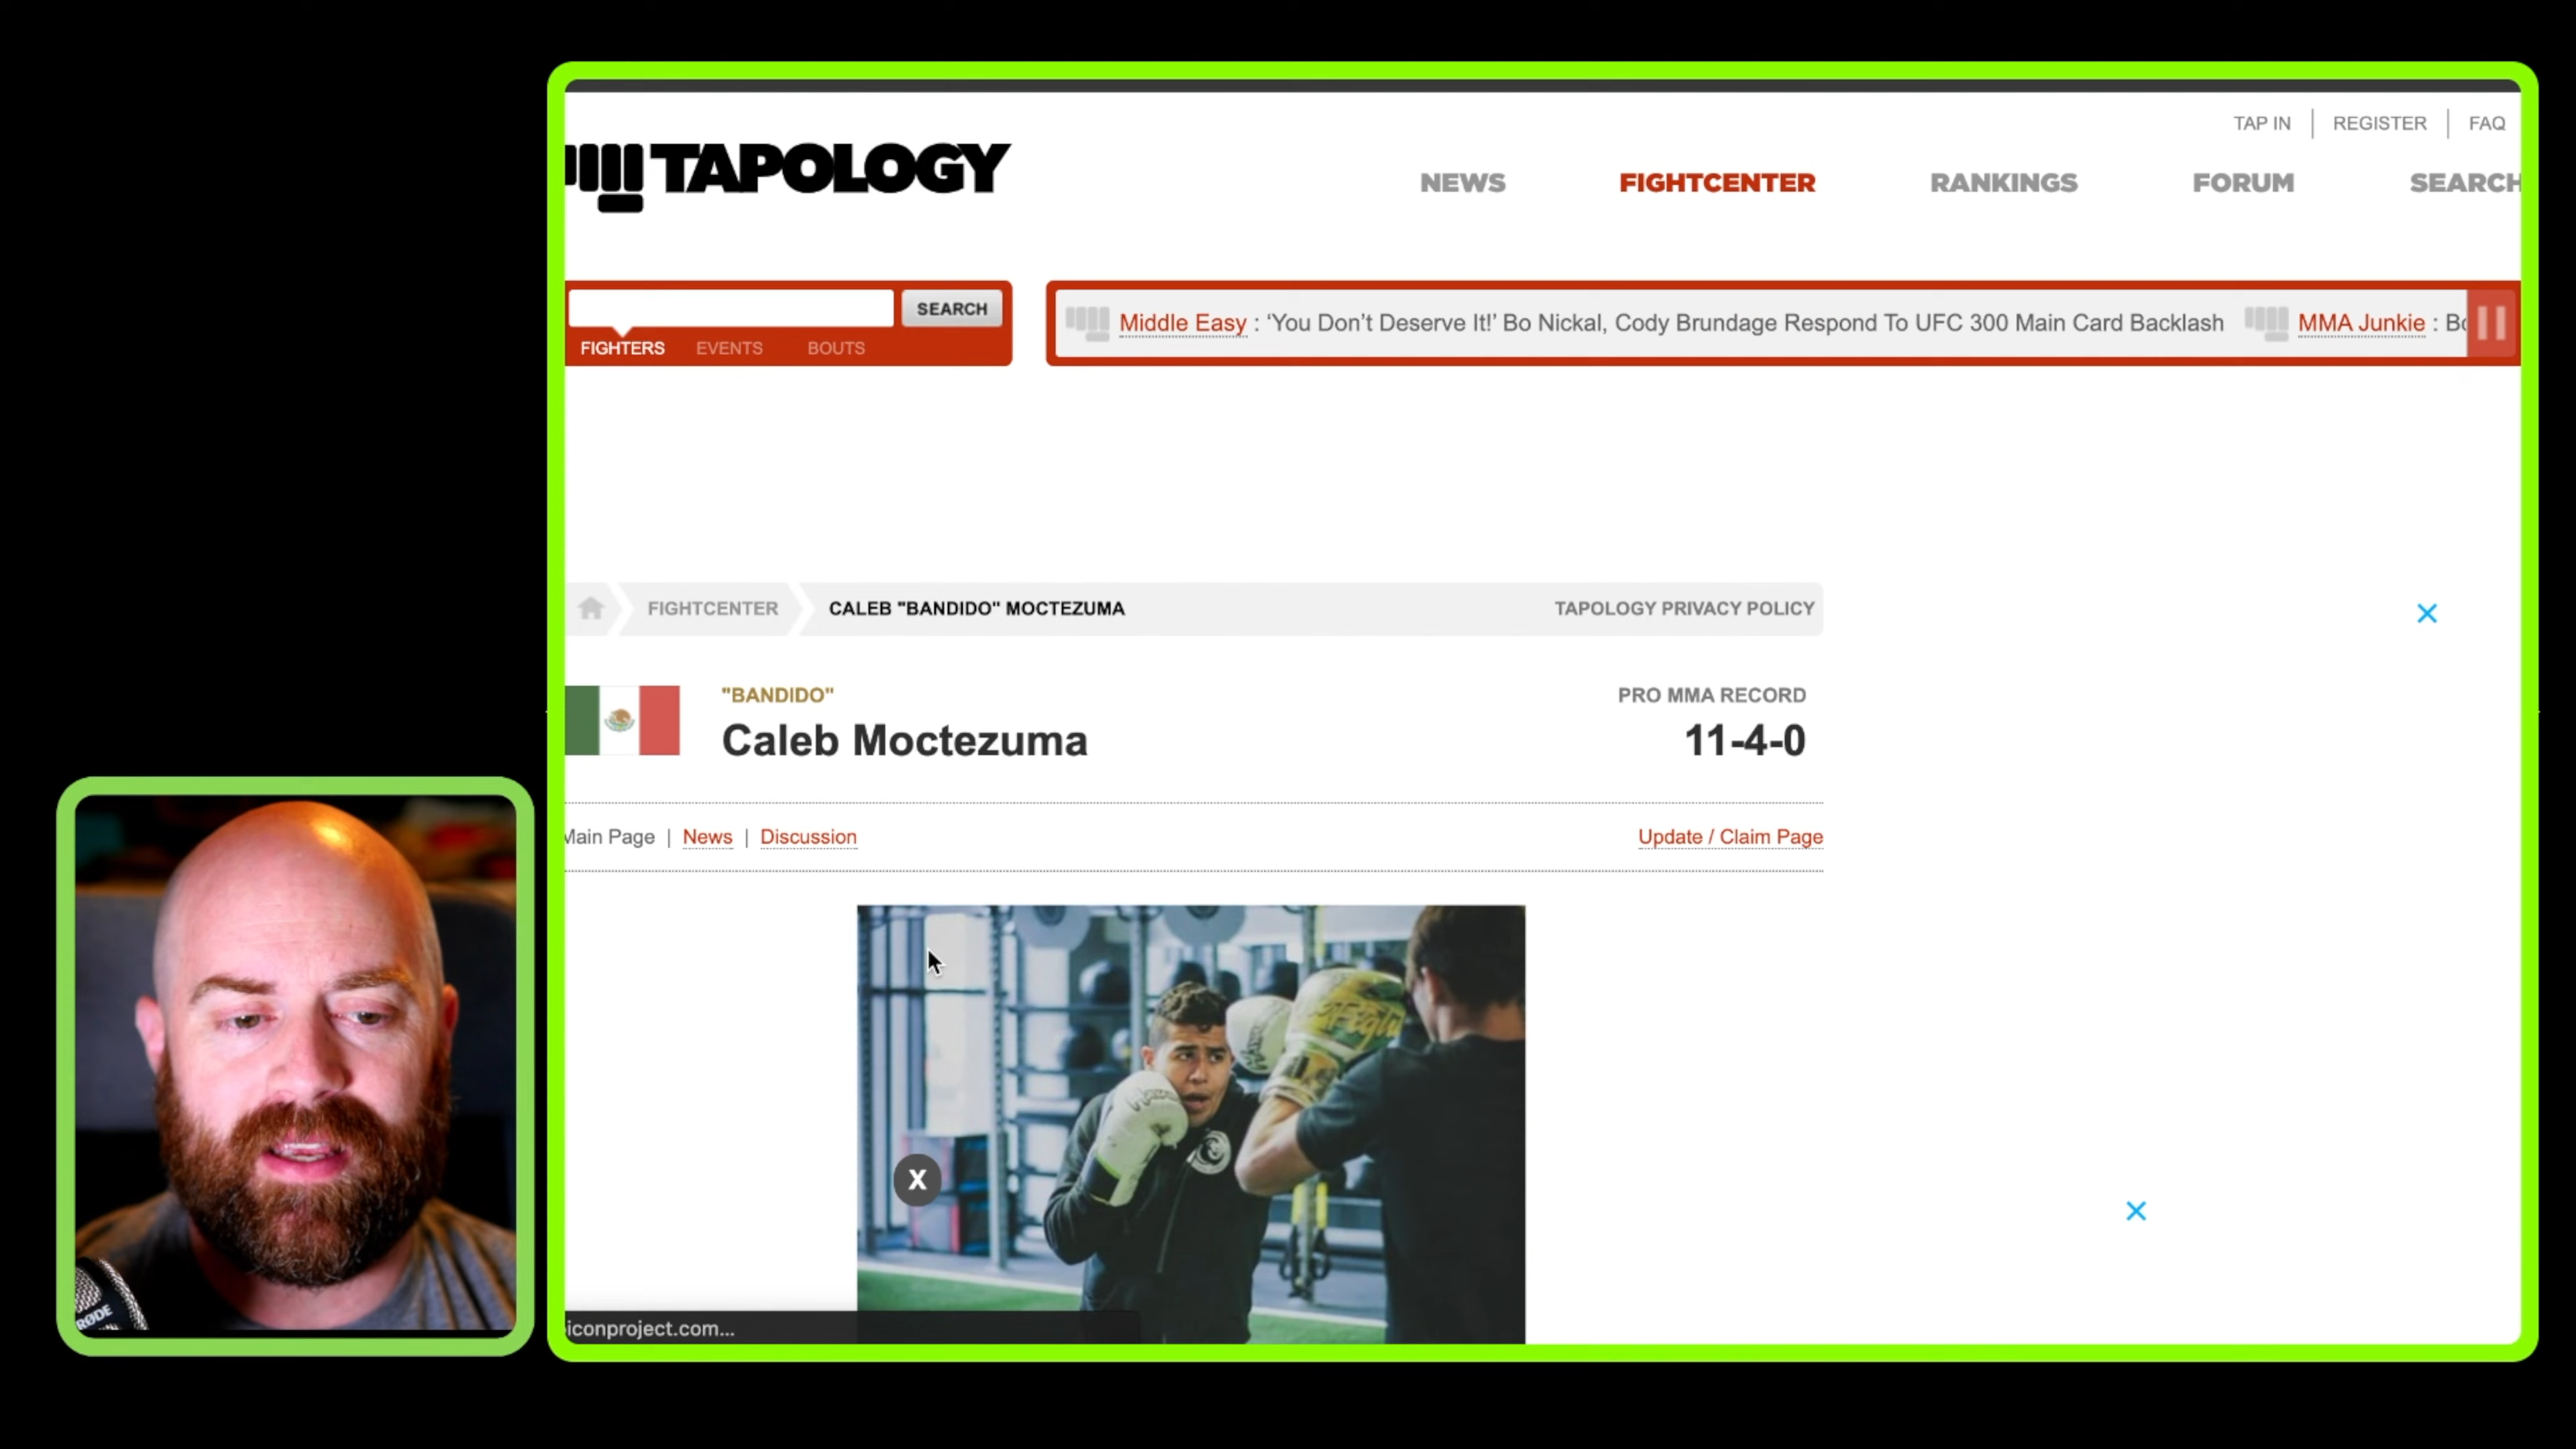 TAP IN | REGISTER | FAQ
TAPOLOGY
NEWS FIGHTCENTER RANKINGS FORUM SEARCH
SEARCH
FIGHTERS EVENTS BOUTS
Middle Easy : ‘You Don’t Deserve It!’ Bo Nickal, Cody Brundage Respond To UFC 300 Main Card Backlash MMA Junkie : Bo
FIGHTCENTER CALEB "BANDIDO" MOCTEZUMA TAPOLOGY PRIVACY POLICY
"BANDIDO" PRO MMA RECORD
Caleb Moctezuma 11-4-0
Main Page | News | Discussion Update / Claim Page
X
RØDE
iconproject.com...